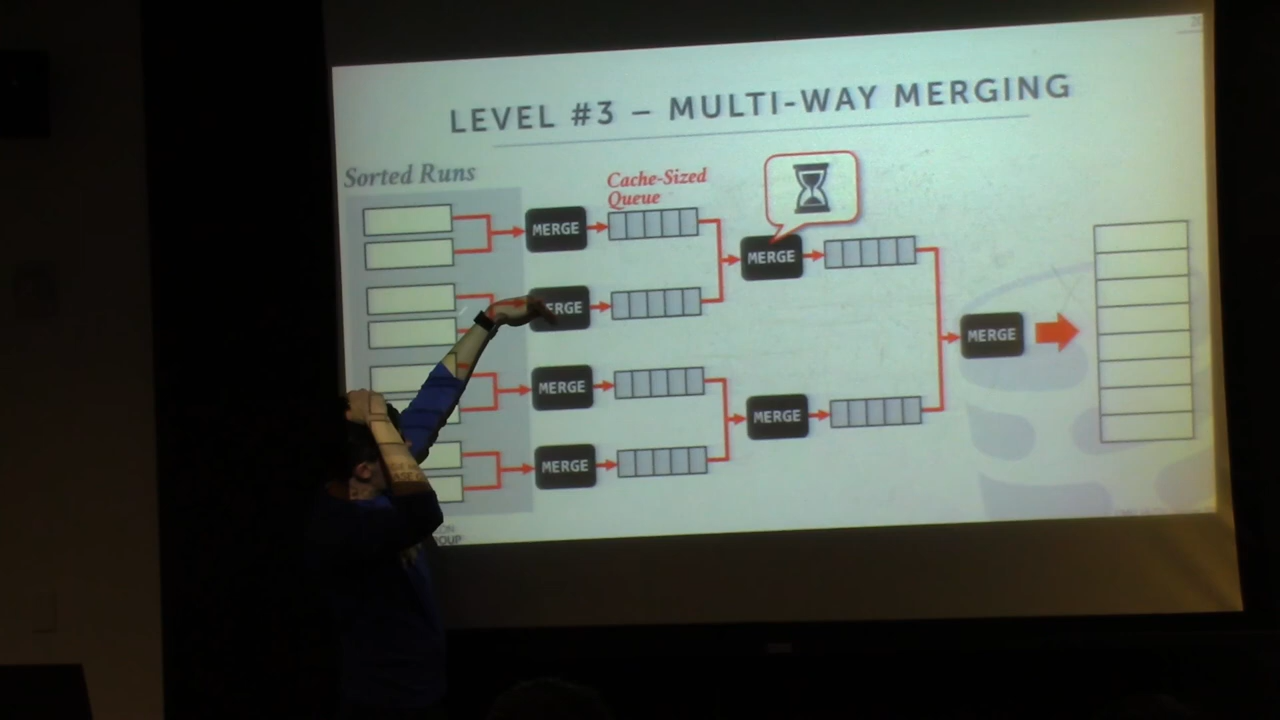 LEVEL #3 – MULTI-WAY MERGING
Sorted Runs
Cache-Sized
Queue
MERGE
MERGE
MERGE
MERGE
MERGE
MERGE
MERGE